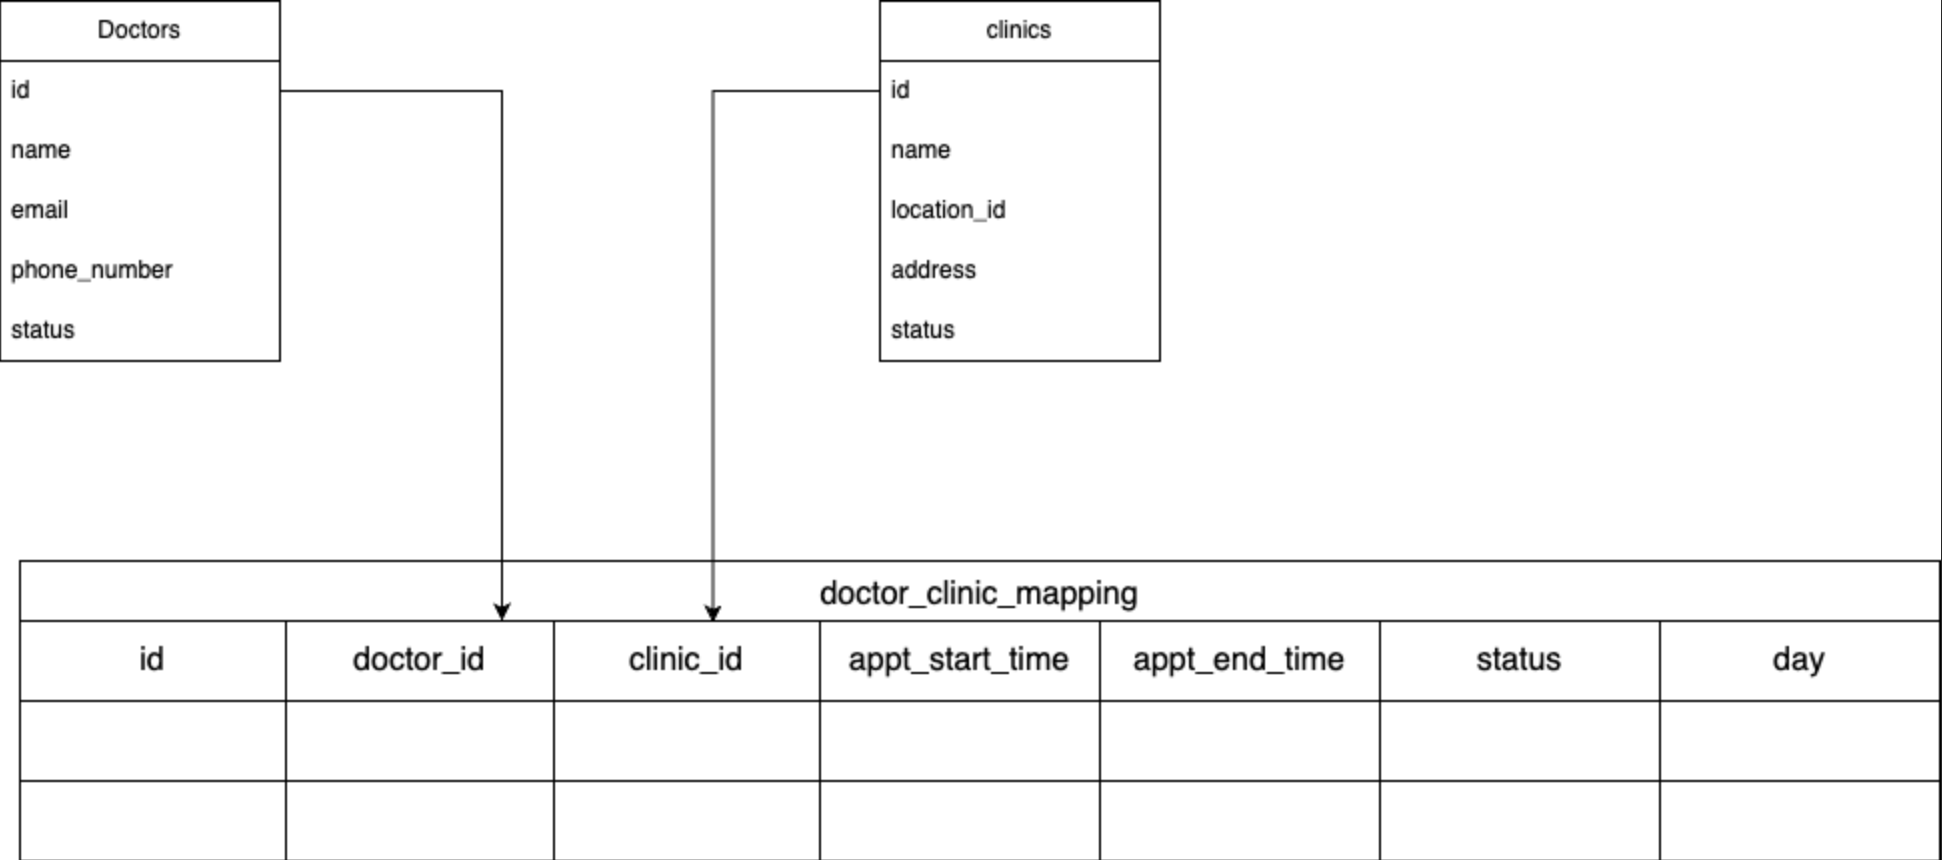 Doctors
id
name
email
phone_number
status
clinics
id
name
location_id
address
status
doctor_clinic_mapping
id doctor_id clinic_id appt_start_time appt_end_time status day